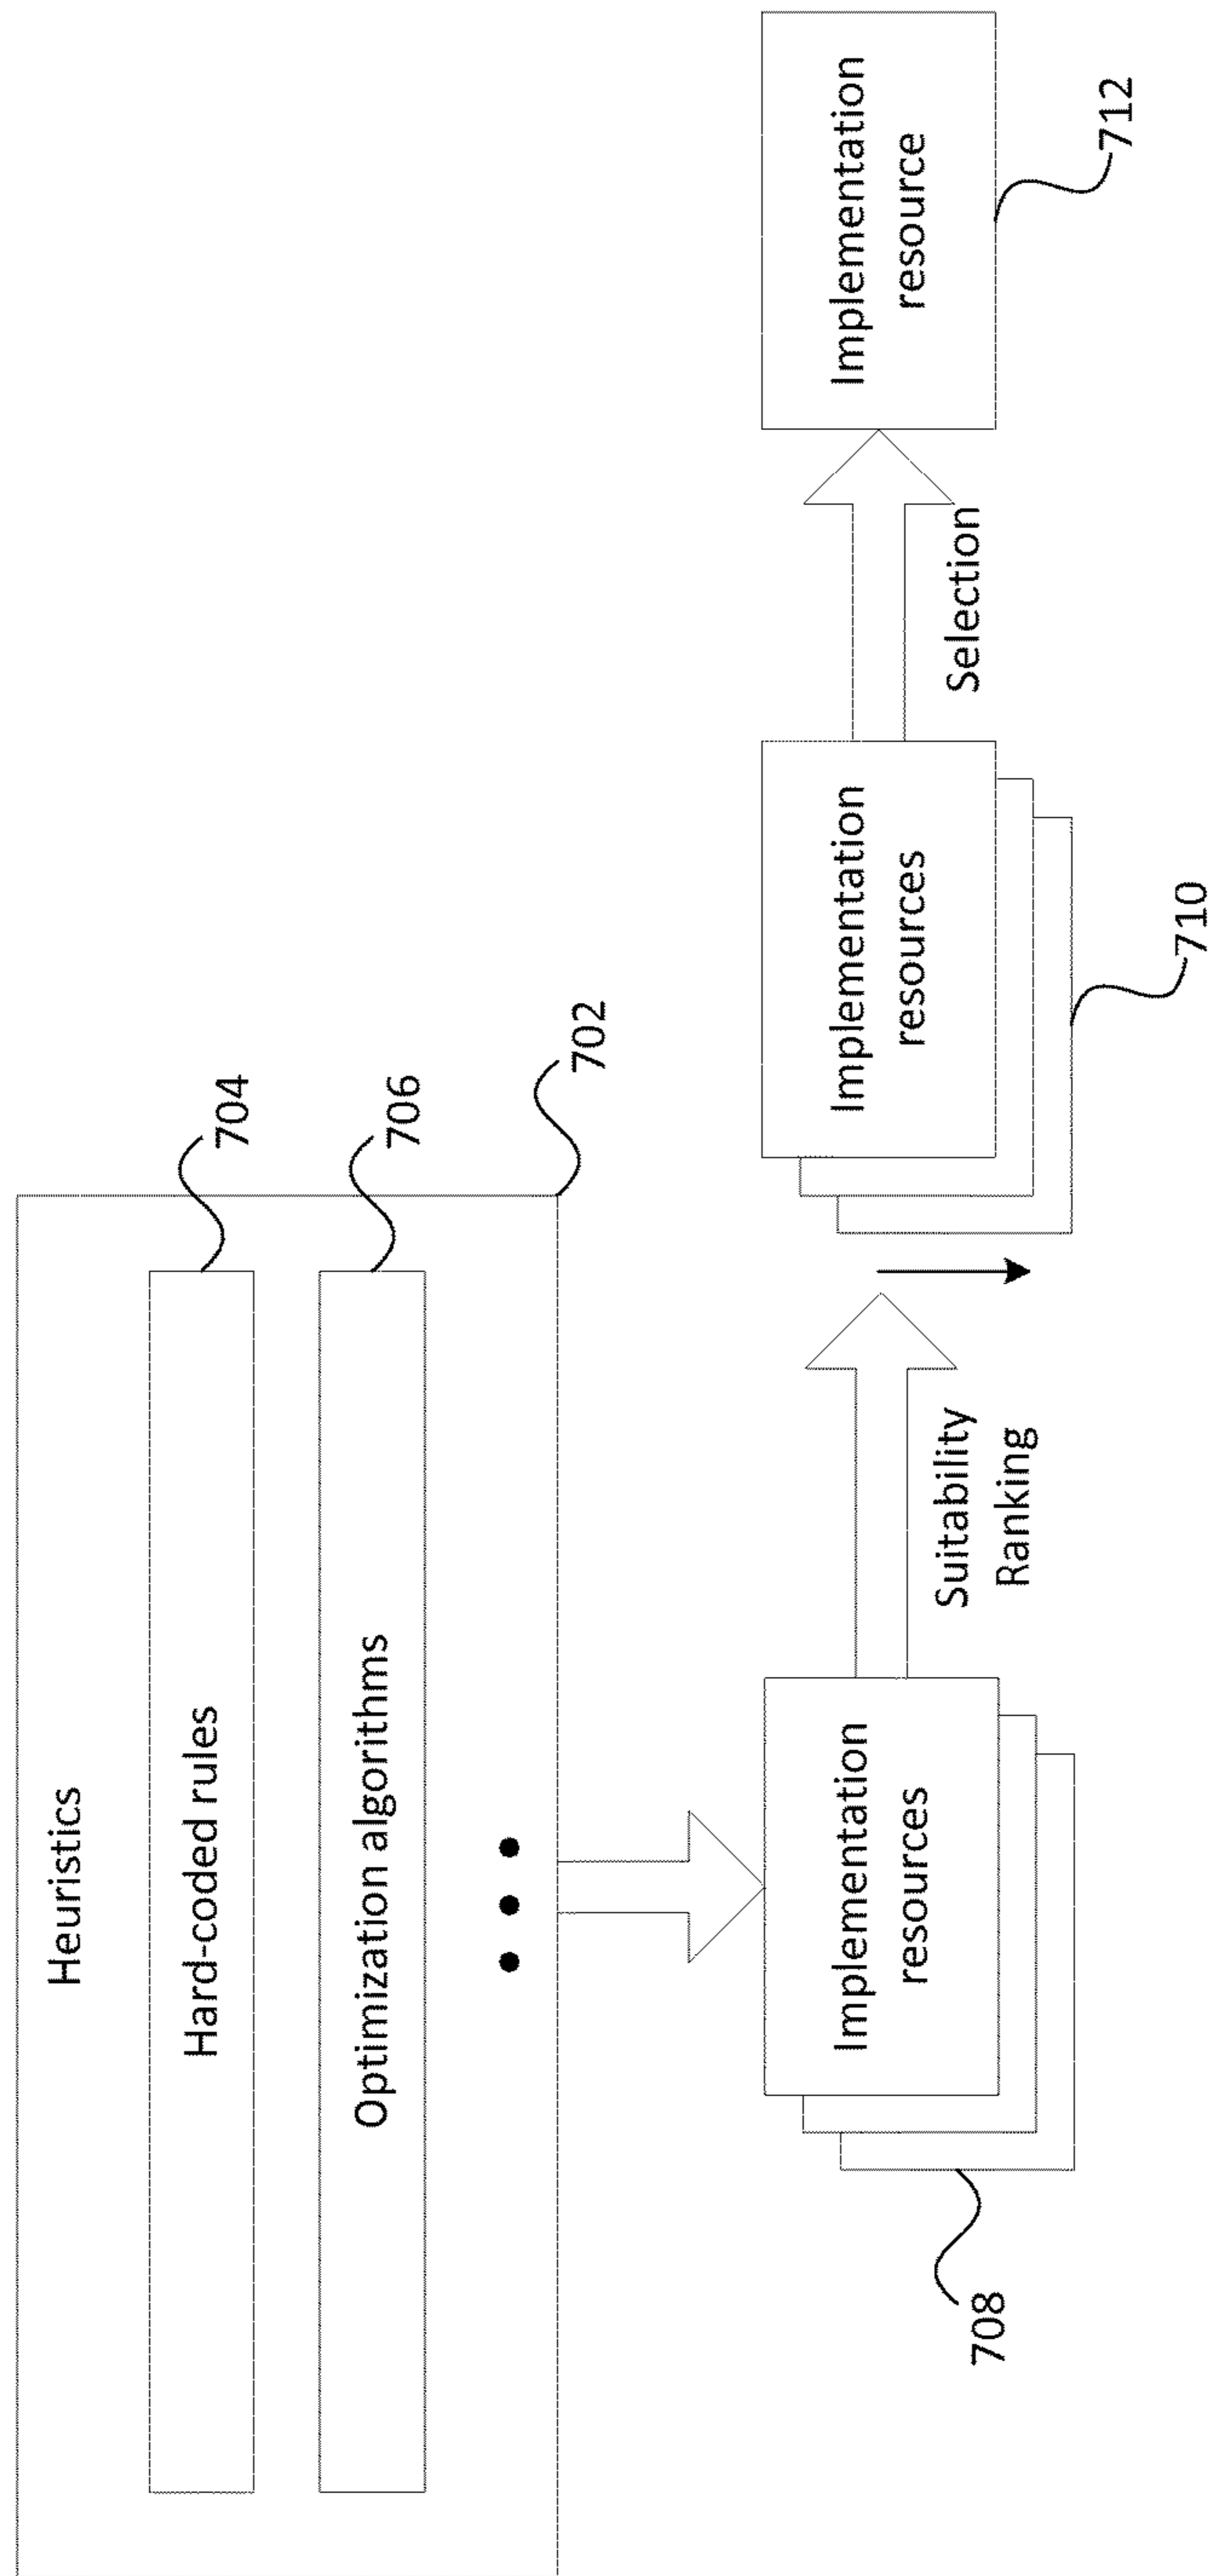 Heuristics
Hard-coded rules
704
Optimization algorithms
706
702
Implementation
resources
708
Suitability
Ranking
Implementation
resources
710
Selection
Implementation
resource
712